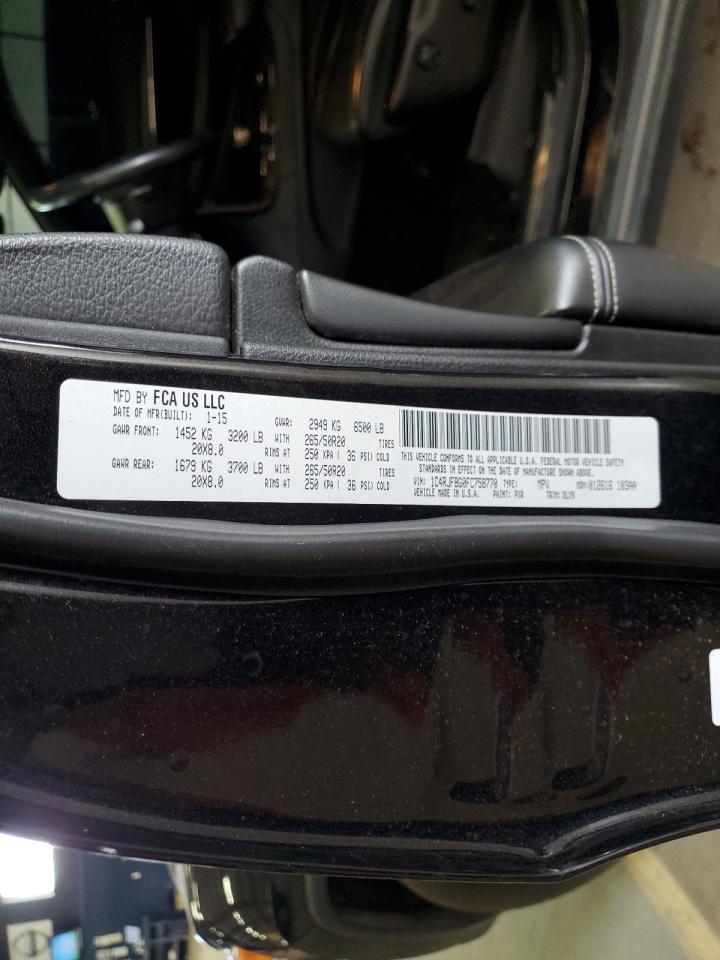 MFD BY FCA US LLC
DATE OF MFR(BUILT): 1-15 GVWR: 2949 KG 6500 LB
GAWR FRONT: 1452 KG 3200 LB WITH 265/50R20 TIRES
20X8.0 RIMS AT 250 KPA ( 36 PSI) COLD
GAWR REAR: 1679 KG 3700 LB WITH 265/50R20 TIRES
20X8.0 RIMS AT 250 KPA ( 36 PSI) COLD
THIS VEHICLE CONFORMS TO ALL APPLICABLE U.S.A. FEDERAL MOTOR VEHICLE SAFETY
STANDARDS IN EFFECT ON THE DATE OF MANUFACTURE SHOWN ABOVE.
VIN: 1C4RJFBG0FC758770 TYPE: MPV MDH:012616 103AA
VEHICLE MADE IN U.S.A. PAINT: PXR TRIM: DLX9